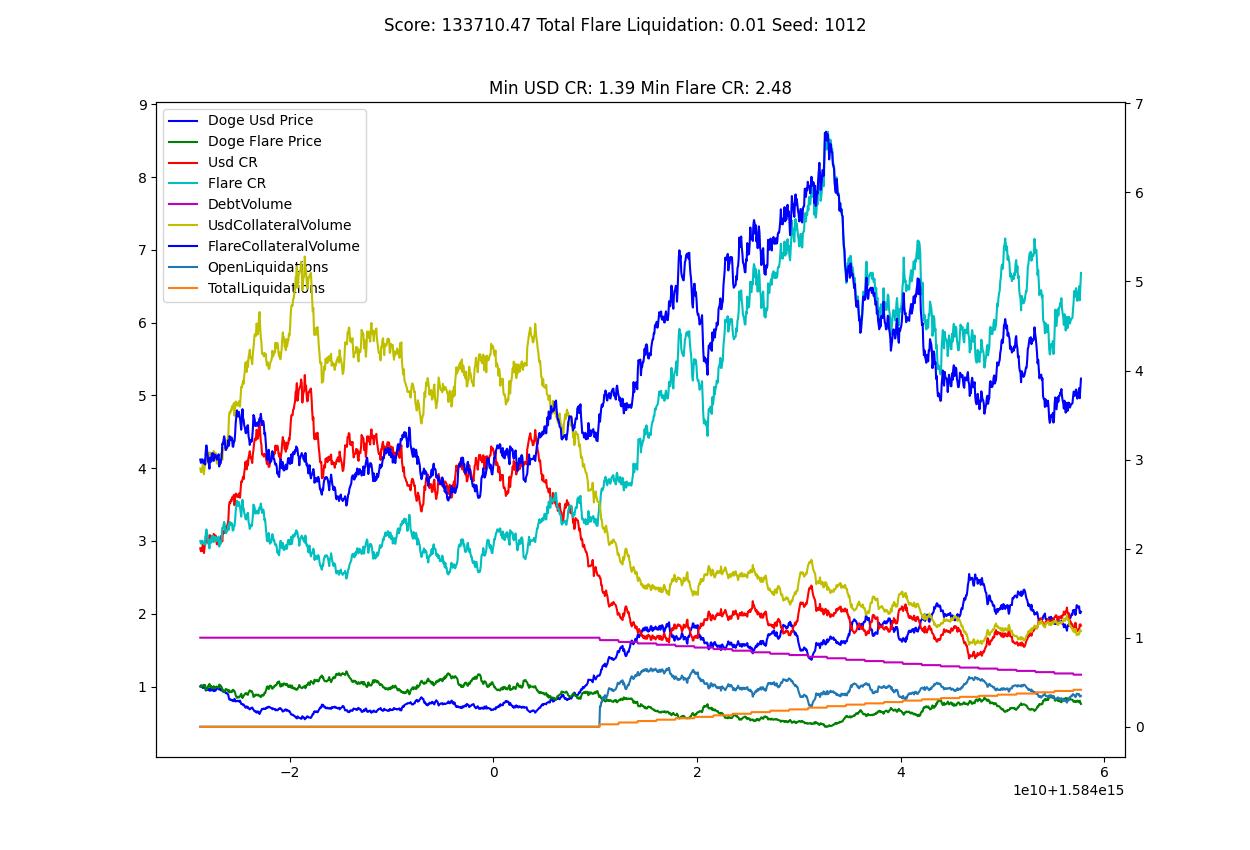 Score: 133710.47 Total Flare Liquidation: 0.01 Seed: 1012
Min USD CR: 1.39 Min Flare CR: 2.48
9
8
7
6
5
4
3
2
1
Doge Usd Price
Doge Flare Price
Usd CR
Flare CR
DebtVolume
UsdCollateralVolume
FlareCollateralVolume
OpenLiquidations
TotalLiquidations
7
6
5
4
3
2
1
0
−2
0
2
4
6
1e10+1.584e15